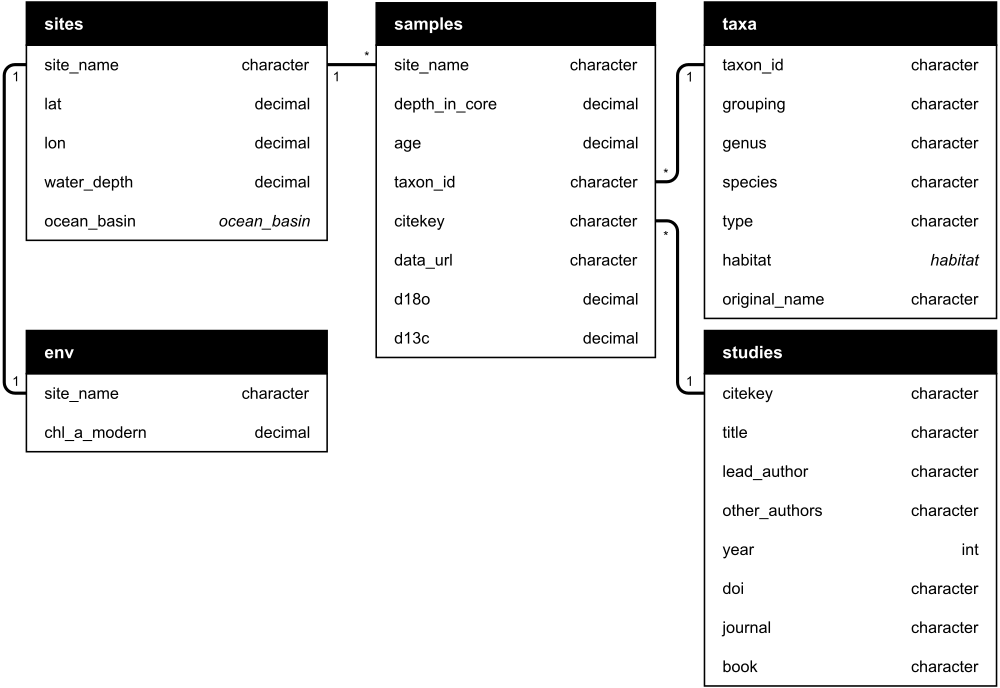 sites
site_name character
lat decimal
lon decimal
water_depth decimal
ocean_basin ocean_basin
1
1
*
samples
site_name character
depth_in_core decimal
age decimal
taxon_id character
citekey character
data_url character
d18o decimal
d13c decimal
*
*
1
1
taxa
taxon_id character
grouping character
genus character
species character
type character
habitat habitat
original_name character
1
env
site_name character
chl_a_modern decimal
studies
citekey character
title character
lead_author character
other_authors character
year int
doi character
journal character
book character